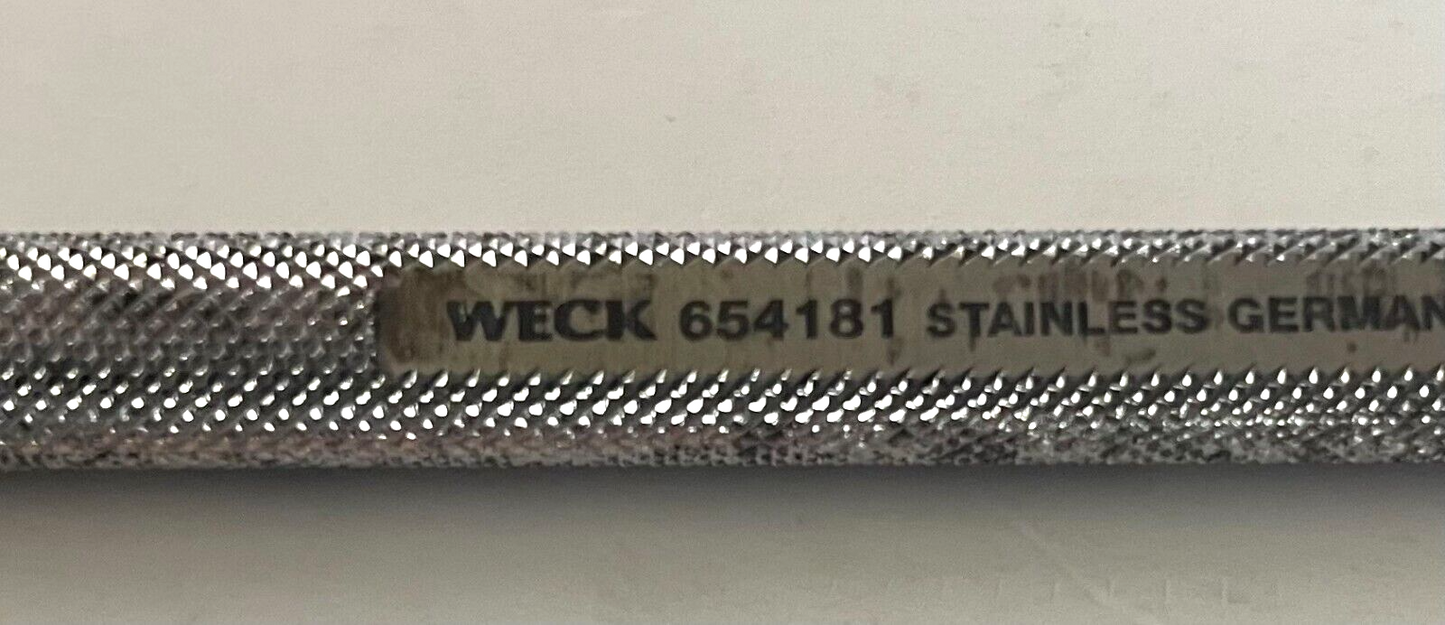 WECK 654181 STAINLESS GERMAN